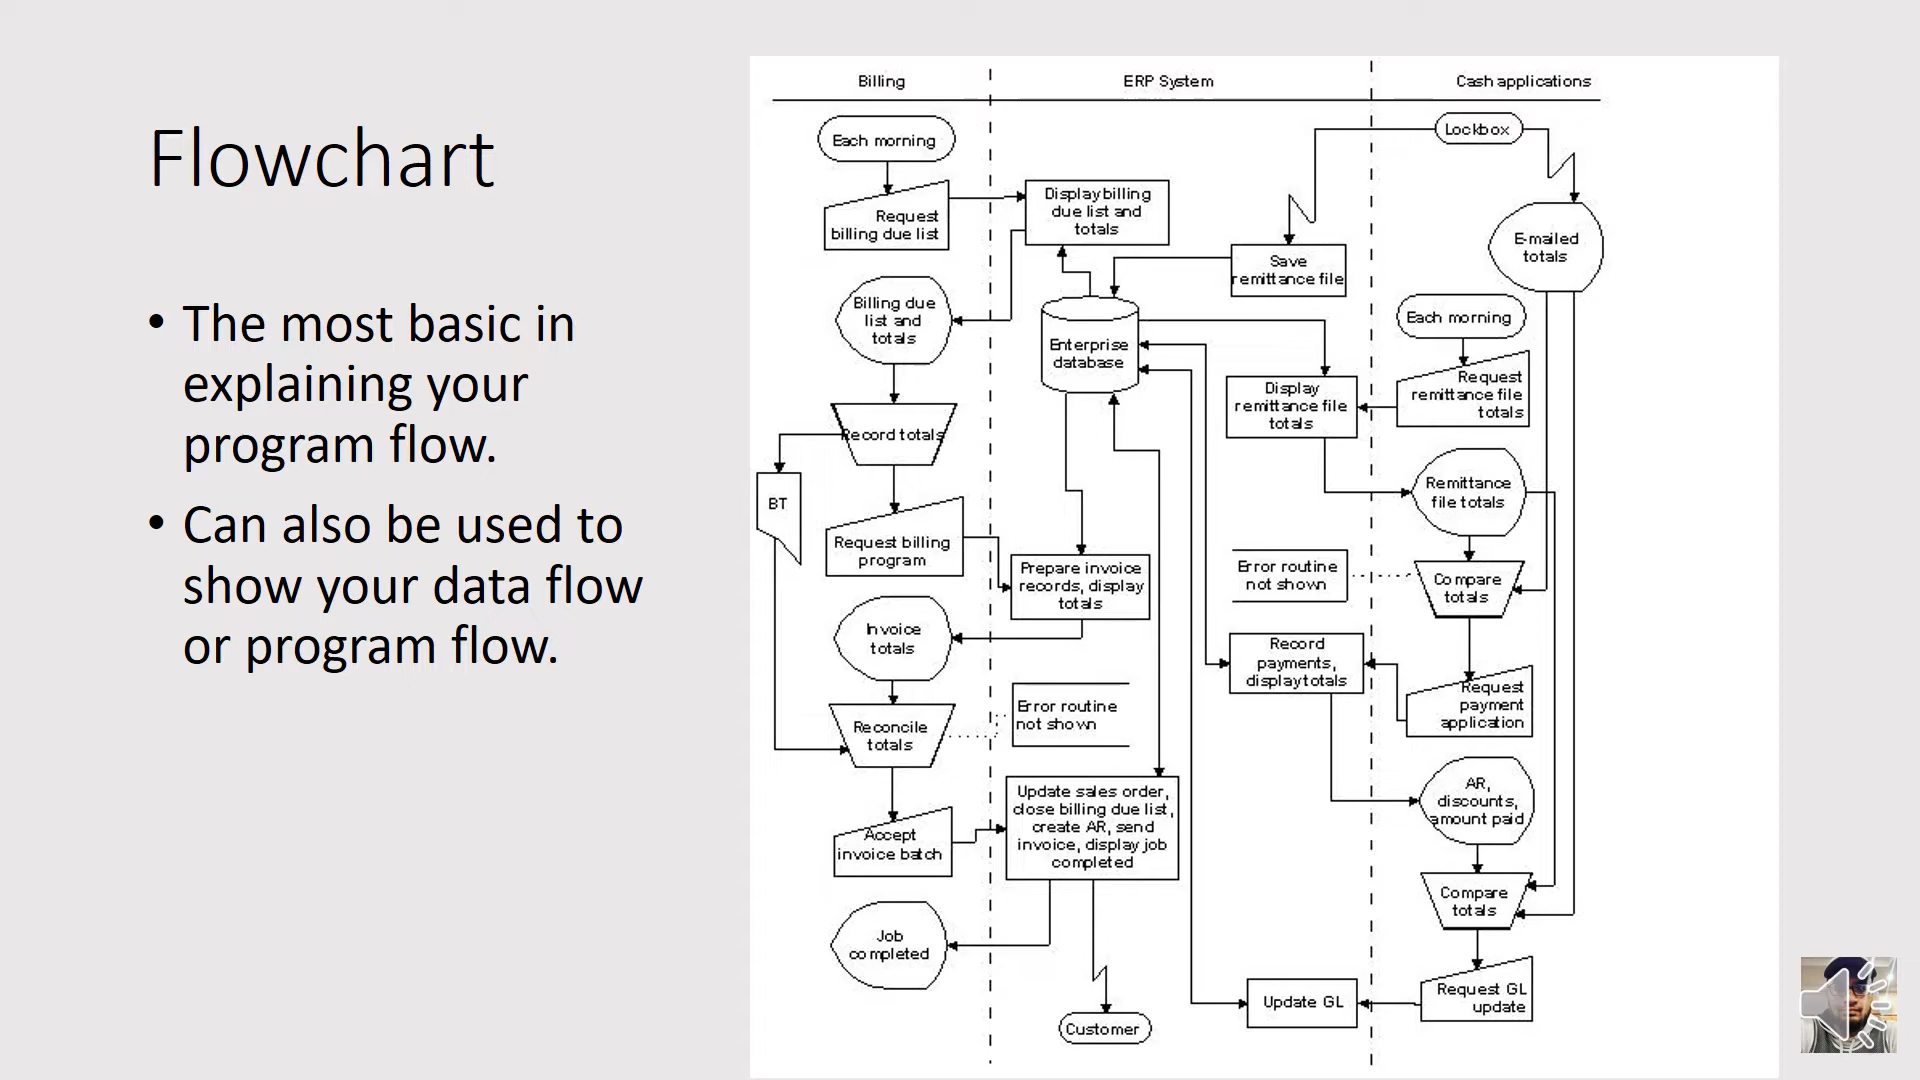 Flowchart
• The most basic in
explaining your
program flow.
• Can also be used to
show your data flow
or program flow.
Billing
ERP System
Cash applications
Each morning
Request
billing due list
Billing due
list and
totals
Record totals
BT
Request billing
program
Invoice
totals
Reconcile
totals
Accept
invoice batch
Job
completed
Display billing
due list and
totals
Save
remittance file
Enterprise
database
Display
remittance file
totals
Prepare invoice
records, display
totals
Error routine
not shown
Record
payments,
display totals
Error routine
not shown
Update sales order,
close billing due list,
create AR, send
invoice, display job
completed
Update GL
Customer
Lockbox
E-mailed
totals
Each morning
Request
remittance file
totals
Remittance
file totals
Compare
totals
Request
payment
application
AR,
discounts,
amount paid
Compare
totals
Request GL
update